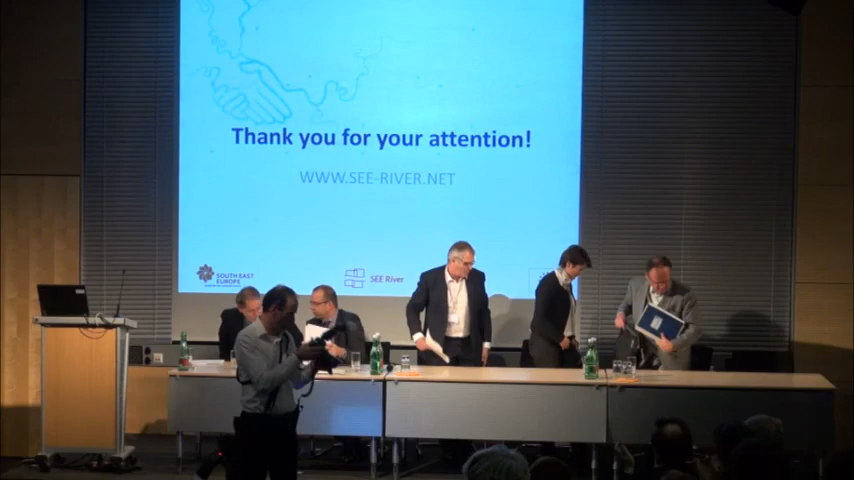 Thank you for your attention!
WWW.SEE-RIVER.NET
SOUTH EAST
EUROPE
SEE River